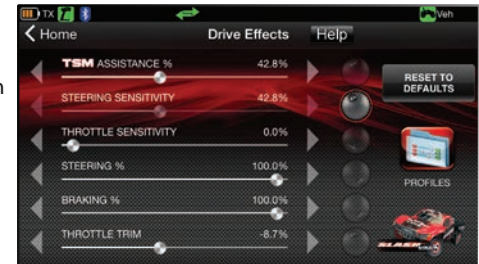 TX Veh
Home Drive Effects Help
TSM ASSISTANCE % 42.8%
STEERING SENSITIVITY 42.8%
THROTTLE SENSITIVITY 0.0%
STEERING % 100.0%
BRAKING % 100.0%
THROTTLE TRIM -8.7%
RESET TO
DEFAULTS
PROFILES
SLASH
n